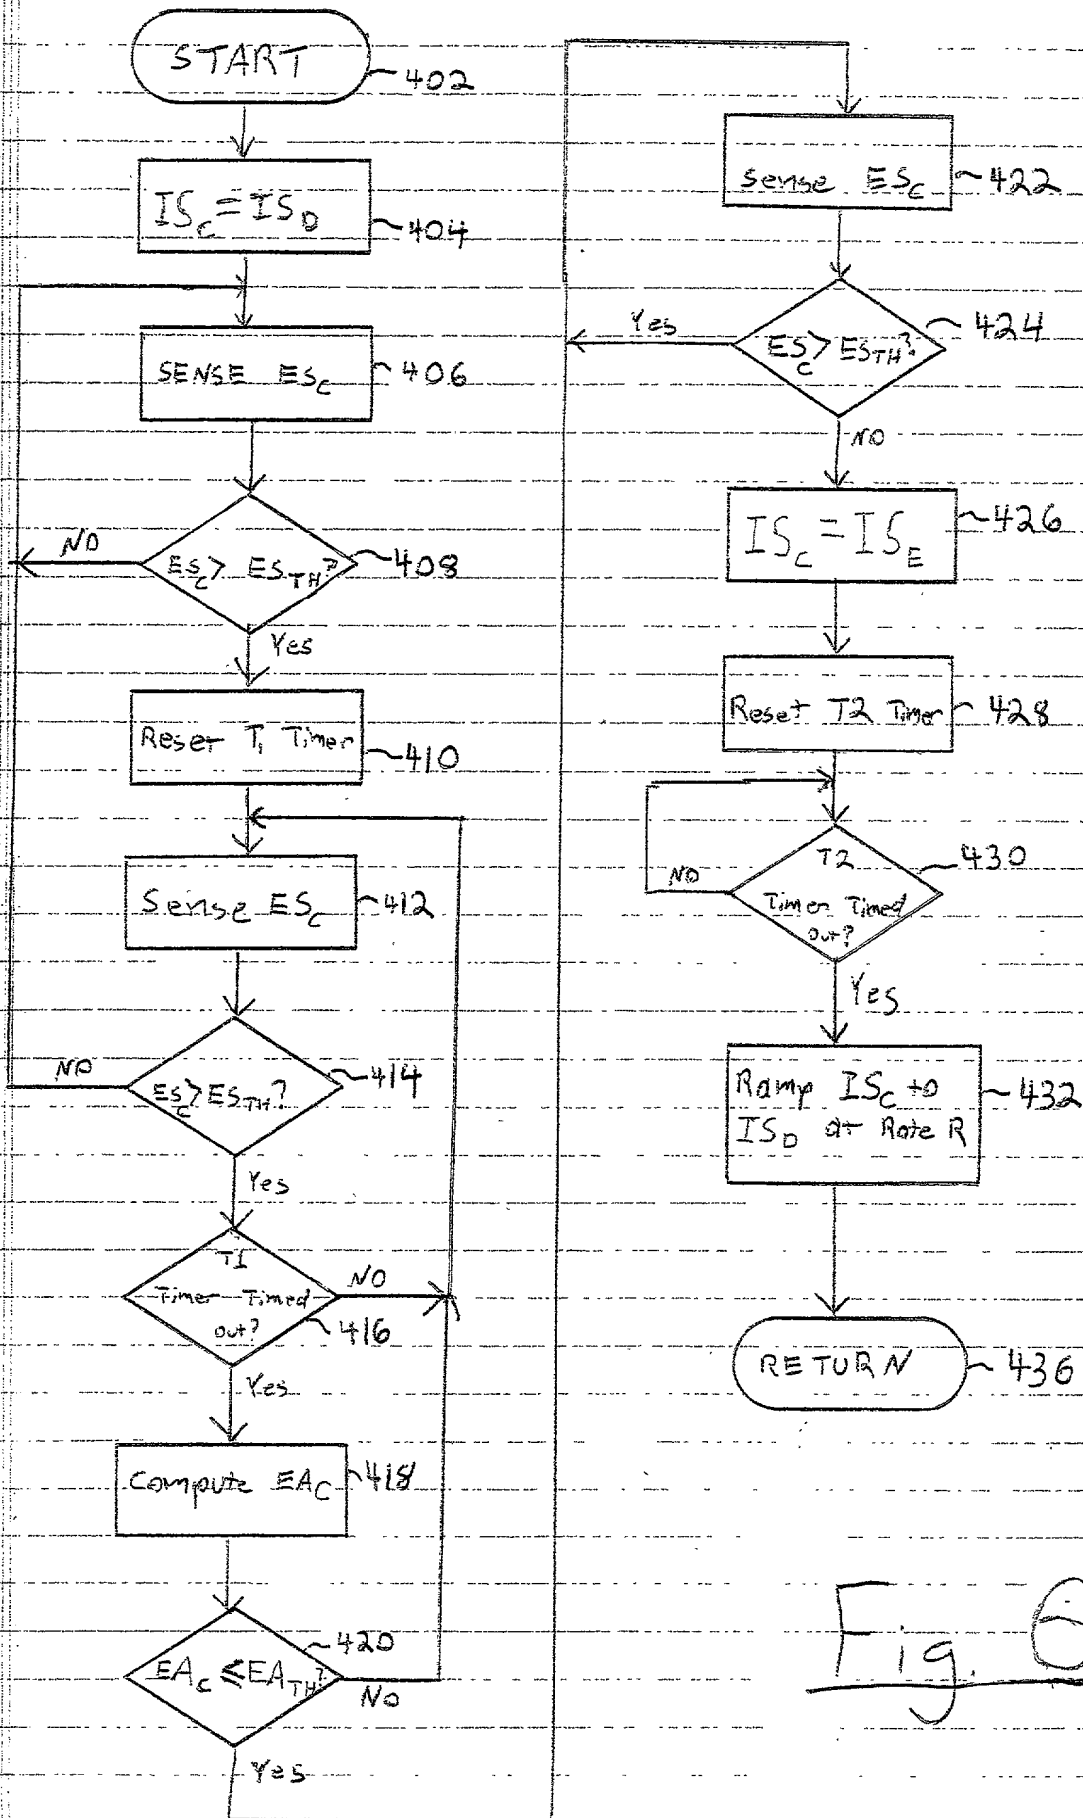 START
402
IS_C = IS_D
404
SENSE ES_C
406
ES_C > ES_TH?
408
NO
Yes
Reset T1 Timer
410
Sense ES_C
412
ES_C > ES_TH?
414
NO
Yes
T1
Timer Timed
Out?
416
NO
Yes
Compute EA_C
418
EA_C ≤ EA_TH?
420
NO
Yes
Sense ES_C
422
ES_C > ES_TH?
424
Yes
NO
IS_C = IS_E
426
Reset T2 Timer
428
T2
Timer Timed
Out?
430
NO
Yes
Ramp IS_C to
IS_D at Rate R
432
RETURN
436
Fig. 6